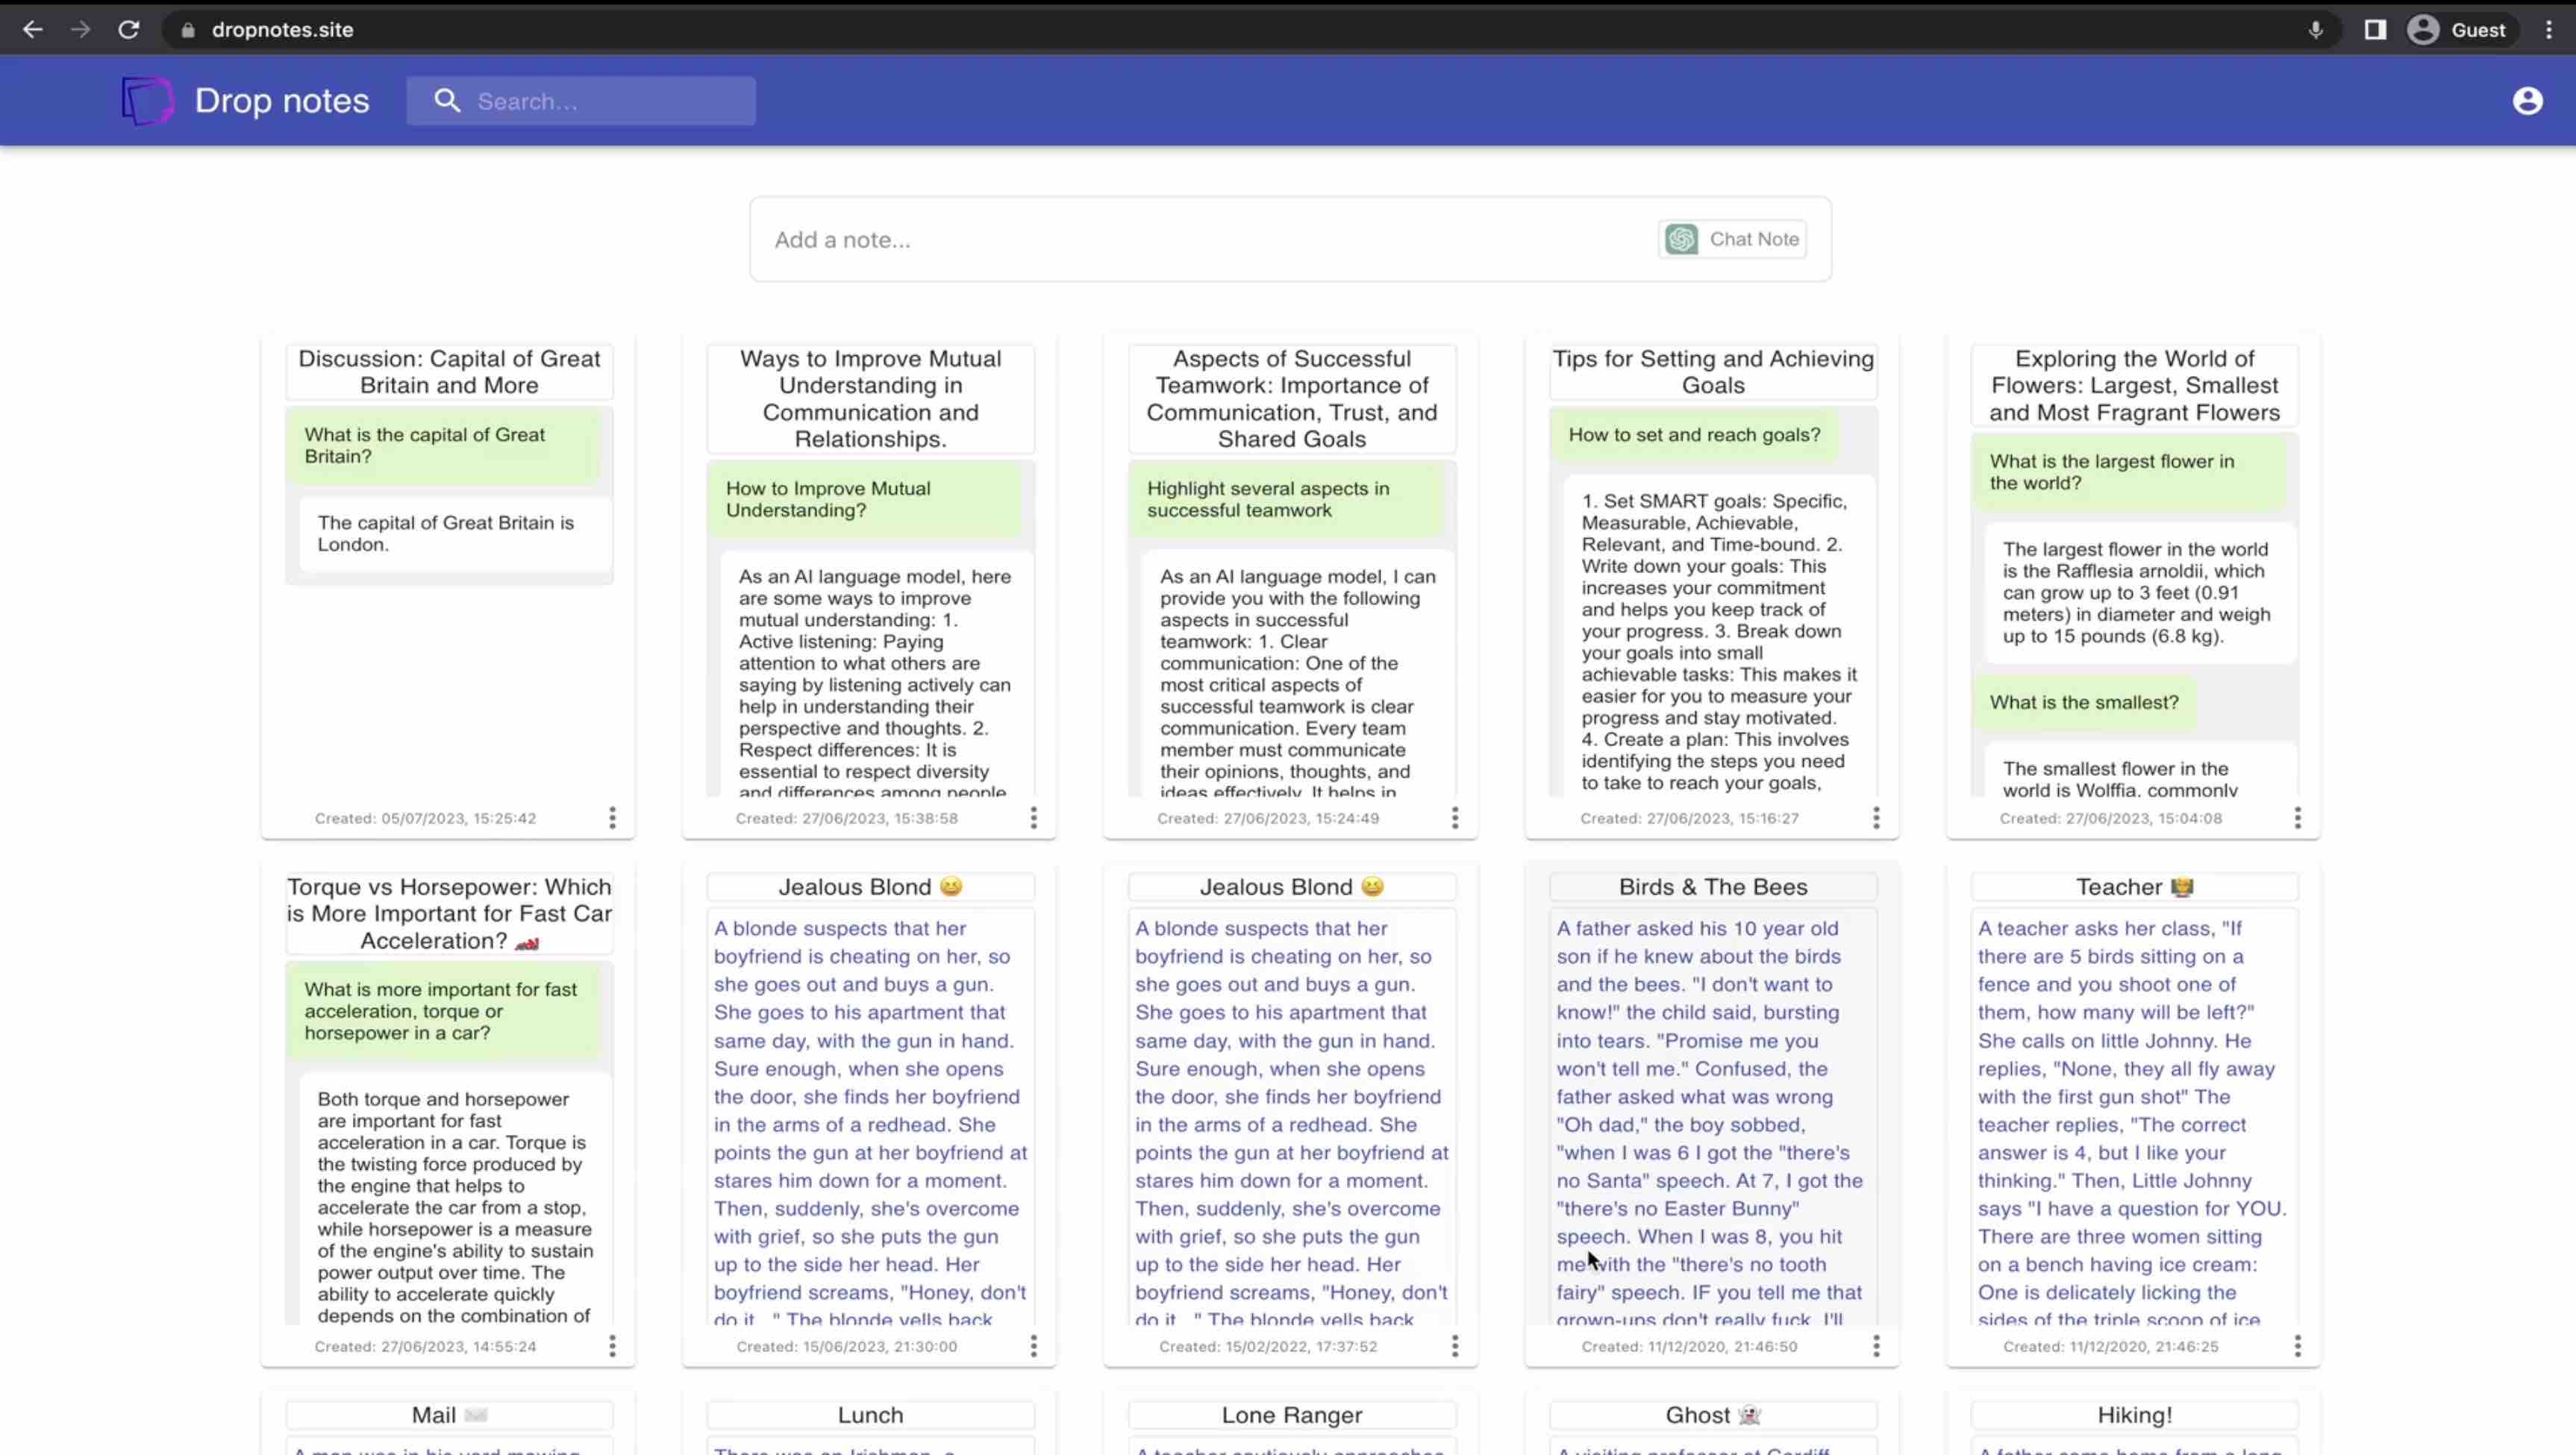 dropnotes.site
Guest
Drop notes
Search...
Add a note...
Chat Note
Discussion: Capital of Great
Britain and More
What is the capital of Great
Britain?
The capital of Great Britain is
London.
Created: 05/07/2023, 15:25:42
Ways to Improve Mutual
Understanding in
Communication and
Relationships.
How to Improve Mutual
Understanding?
As an AI language model, here
are some ways to improve
mutual understanding: 1.
Active listening: Paying
attention to what others are
saying by listening actively can
help in understanding their
perspective and thoughts. 2.
Respect differences: It is
essential to respect diversity
and differences among people
Created: 27/06/2023, 15:38:58
Aspects of Successful
Teamwork: Importance of
Communication, Trust, and
Shared Goals
Highlight several aspects in
successful teamwork
As an AI language model, I can
provide you with the following
aspects in successful
teamwork: 1. Clear
communication: One of the
most critical aspects of
successful teamwork is clear
communication. Every team
member must communicate
their opinions, thoughts, and
ideas effectively. It helps in
Created: 27/06/2023, 15:24:49
Tips for Setting and Achieving
Goals
How to set and reach goals?
1. Set SMART goals: Specific,
Measurable, Achievable,
Relevant, and Time-bound. 2.
Write down your goals: This
increases your commitment
and helps you keep track of
your progress. 3. Break down
your goals into small
achievable tasks: This makes it
easier for you to measure your
progress and stay motivated.
4. Create a plan: This involves
identifying the steps you need
to take to reach your goals,
Created: 27/06/2023, 15:16:27
Exploring the World of
Flowers: Largest, Smallest
and Most Fragrant Flowers
What is the largest flower in
the world?
The largest flower in the world
is the Rafflesia arnoldii, which
can grow up to 3 feet (0.91
meters) in diameter and weigh
up to 15 pounds (6.8 kg).
What is the smallest?
The smallest flower in the
world is Wolffia, commonly
Created: 27/06/2023, 15:04:08
Torque vs Horsepower: Which
is More Important for Fast Car
Acceleration? 🏎️
What is more important for fast
acceleration, torque or
horsepower in a car?
Both torque and horsepower
are important for fast
acceleration in a car. Torque is
the twisting force produced by
the engine that helps to
accelerate the car from a stop,
while horsepower is a measure
of the engine's ability to sustain
power output over time. The
ability to accelerate quickly
depends on the combination of
Created: 27/06/2023, 14:55:24
Jealous Blond 😆
A blonde suspects that her
boyfriend is cheating on her, so
she goes out and buys a gun.
She goes to his apartment that
same day, with the gun in hand.
Sure enough, when she opens
the door, she finds her boyfriend
in the arms of a redhead. She
points the gun at her boyfriend at
stares him down for a moment.
Then, suddenly, she's overcome
with grief, so she puts the gun
up to the side her head. Her
boyfriend screams, "Honey, don't
do it..." The blonde yells back
Created: 15/06/2023, 21:30:00
Jealous Blond 😆
A blonde suspects that her
boyfriend is cheating on her, so
she goes out and buys a gun.
She goes to his apartment that
same day, with the gun in hand.
Sure enough, when she opens
the door, she finds her boyfriend
in the arms of a redhead. She
points the gun at her boyfriend at
stares him down for a moment.
Then, suddenly, she's overcome
with grief, so she puts the gun
up to the side her head. Her
boyfriend screams, "Honey, don't
do it..." The blonde yells back
Created: 15/02/2022, 17:37:52
Birds & The Bees
A father asked his 10 year old
son if he knew about the birds
and the bees. "I don't want to
know!" the child said, bursting
into tears. "Promise me you
won't tell me." Confused, the
father asked what was wrong
"Oh dad," the boy sobbed,
"when I was 6 I got the "there's
no Santa" speech. At 7, I got the
"there's no Easter Bunny"
speech. When I was 8, you hit
me with the "there's no tooth
fairy" speech. IF you tell me that
grown-ups don't really fuck, I'll
Created: 11/12/2020, 21:46:50
Teacher 👩‍🏫
A teacher asks her class, "If
there are 5 birds sitting on a
fence and you shoot one of
them, how many will be left?"
She calls on little Johnny. He
replies, "None, they all fly away
with the first gun shot" The
teacher replies, "The correct
answer is 4, but I like your
thinking." Then, Little Johnny
says "I have a question for YOU.
There are three women sitting
on a bench having ice cream:
One is delicately licking the
sides of the triple scoop of ice
Created: 11/12/2020, 21:46:25
Mail ✉️
A man was in his yard mowing
Lunch
There was an Irishman, a
Lone Ranger
A teacher cautiously approaches
Ghost 👻
A visiting professor at Cardiff
Hiking!
A father came home from a long